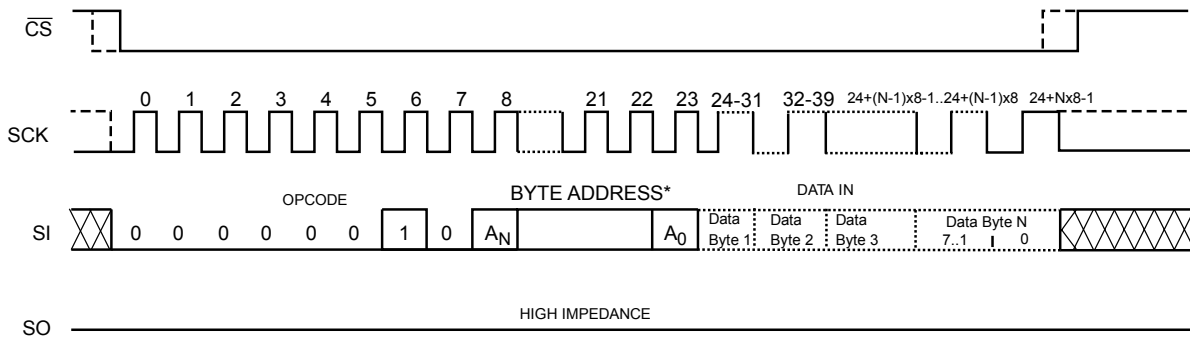 CS
0 1 2 3 4 5 6 7 8 21 22 23 24-31 32-39 24+(N-1)x8-1..24+(N-1)x8 24+Nx8-1
SCK
OPCODE BYTE ADDRESS* DATA IN
SI 0 0 0 0 0 0 1 0 AN A0 Data Byte 1 Data Byte 2 Data Byte 3 Data Byte N 7..1 0
HIGH IMPEDANCE
SO